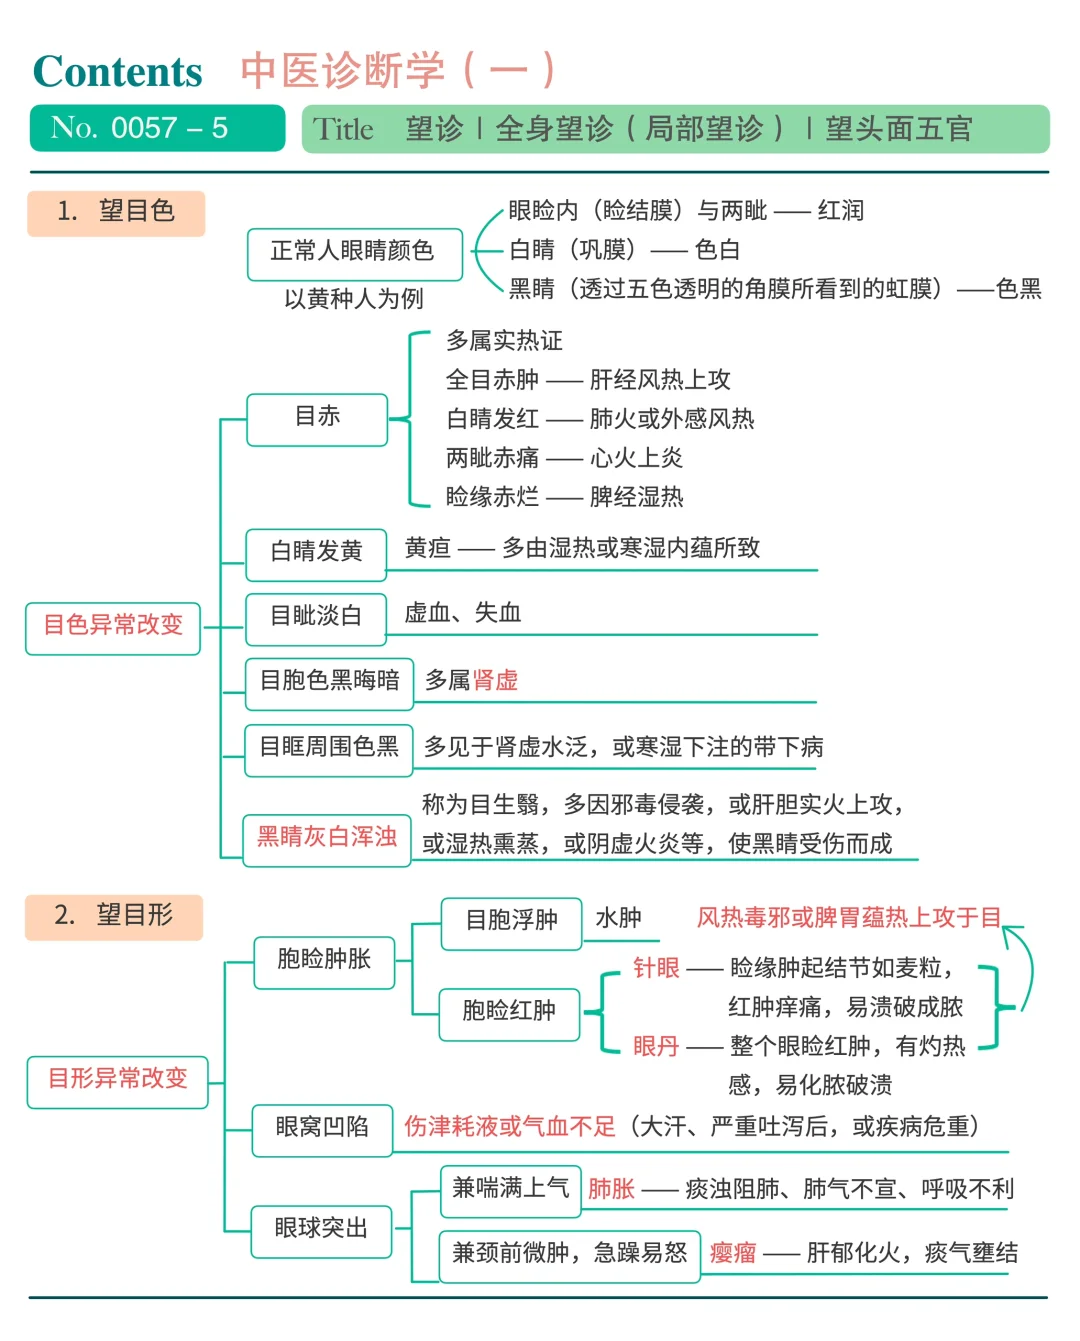 Contents 中医诊断学（一）
No. 0057 – 5
Title 望诊 | 全身望诊（局部望诊）| 望头面五官
1. 望目色
正常人眼睛颜色
以黄种人为例
眼睑内（睑结膜）与两眦 —— 红润
白睛（巩膜）—— 色白
黑睛（透过五色透明的角膜所看到的虹膜）——色黑
目色异常改变
目赤
多属实热证
全目赤肿 —— 肝经风热上攻
白睛发红 —— 肺火或外感风热
两眦赤痛 —— 心火上炎
睑缘赤烂 —— 脾经湿热
白睛发黄
黄疸 —— 多由湿热或寒湿内蕴所致
目眦淡白
虚血、失血
目胞色黑晦暗
多属肾虚
目眶周围色黑
多见于肾虚水泛，或寒湿下注的带下病
黑睛灰白浑浊
称为目生翳，多因邪毒侵袭，或肝胆实火上攻，
或湿热熏蒸，或阴虚火炎等，使黑睛受伤而成
2. 望目形
目形异常改变
胞睑肿胀
目胞浮肿
水肿
胞睑红肿
风热毒邪或脾胃蕴热上攻于目
针眼 —— 睑缘肿起结节如麦粒，
红肿痒痛，易溃破成脓
眼丹 —— 整个眼睑红肿，有灼热
感，易化脓破溃
眼窝凹陷
伤津耗液或气血不足（大汗、严重吐泻后，或疾病危重）
眼球突出
兼喘满上气
肺胀 —— 痰浊阻肺、肺气不宣、呼吸不利
兼颈前微肿，急躁易怒
瘿瘤 —— 肝郁化火，痰气壅结